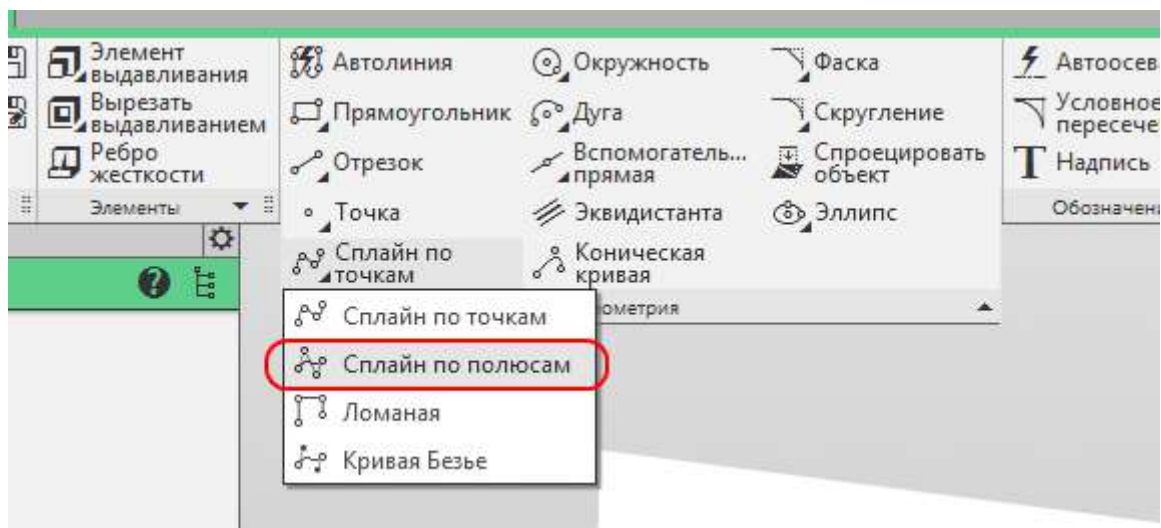 Элемент
выдавливания
Вырезать
выдавливанием
Ребро
жесткости
Элементы
Автолиния
Окружность
Фаска
Прямоугольник
Дуга
Скругление
Отрезок
Вспомогатель...
прямая
Спроецировать
объект
Точка
Эквидистанта
Эллипс
Сплайн по
точкам
Коническая
кривая
ометрия
Автоосев
Условное
пересече
Надпись
Обозначен
Сплайн по точкам
Сплайн по полюсам
Ломаная
Кривая Безье